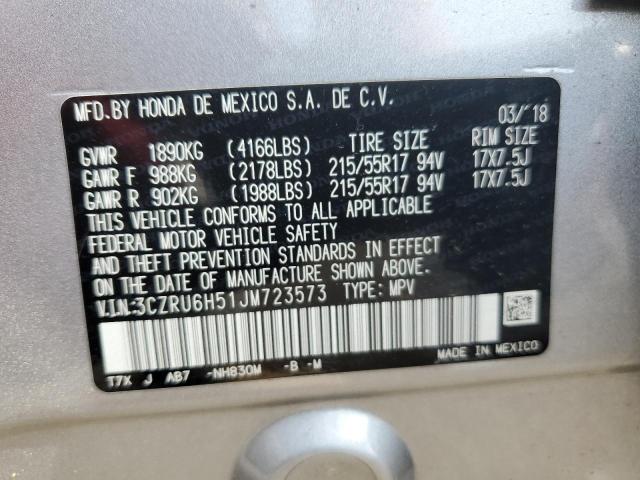 MFD.BY HONDA DE MEXICO S.A. DE C.V. 03/'18
GVWR 1890KG (4166LBS) TIRE SIZE RIM SIZE
GAWR F 988KG (2178LBS) 215/55R17 94V 17X7.5J
GAWR R 902KG (1988LBS) 215/55R17 94V 17X7.5J
THIS VEHICLE CONFORMS TO ALL APPLICABLE
FEDERAL MOTOR VEHICLE SAFETY
AND THEFT PREVENTION STANDARDS IN EFFECT
ON THE DATE OF MANUFACTURE SHOWN ABOVE.
V.I.N:3CZRU6H51JM723573 TYPE: MPV
MADE IN MEXICO
T7X J AB7 -NH830M -B -M